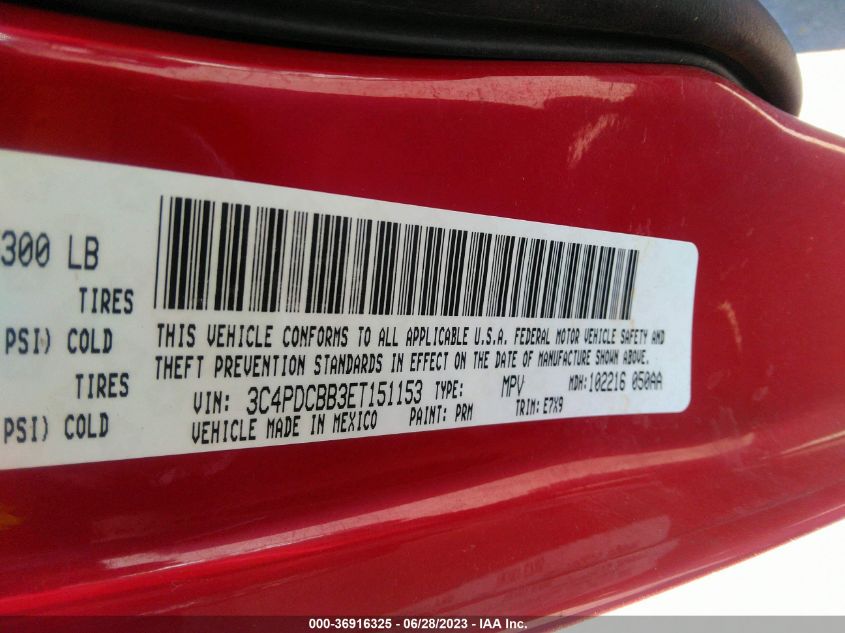 300 LB
TIRES
PSI) COLD
TIRES
PSI) COLD
THIS VEHICLE CONFORMS TO ALL APPLICABLE U.S.A. FEDERAL MOTOR VEHICLE SAFETY AND
THEFT PREVENTION STANDARDS IN EFFECT ON THE DATE OF MANUFACTURE SHOWN ABOVE.
VIN: 3C4PDCBB3ET151153 TYPE: MPV MDH:102216 050AA
VEHICLE MADE IN MEXICO PAINT: PRM TRIM: E7X9
000-36916325 - 06/28/2023 - IAA Inc.